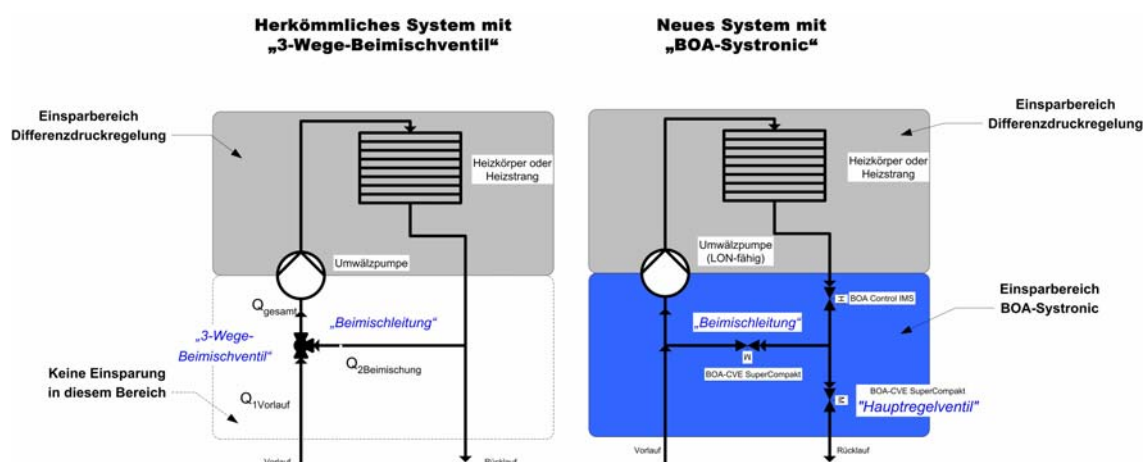 Herkömmliches System mit
„3-Wege-Beimischventil“
Neues System mit
„BOA-Systronic“
Einsparbereich
Differenzdruckregelung
Heizkörper oder
Heizstrang
Umwälzpumpe
Qgesamt
„Beimischleitung“
„3-Wege-
Beimischventil“
Q2Beimischung
Keine Einsparung
in diesem Bereich
Q1Vorlauf
Vorlauf
Rücklauf
Einsparbereich
Differenzdruckregelung
Heizkörper oder
Heizstrang
Umwälzpumpe
(LON-fähig)
BOA Control IMS
Einsparbereich
BOA-Systronic
„Beimischleitung“
M
BOA-CVE SuperCompakt
BOA-CVE SuperCompakt
M
"Hauptregelventil"
Vorlauf
Rücklauf